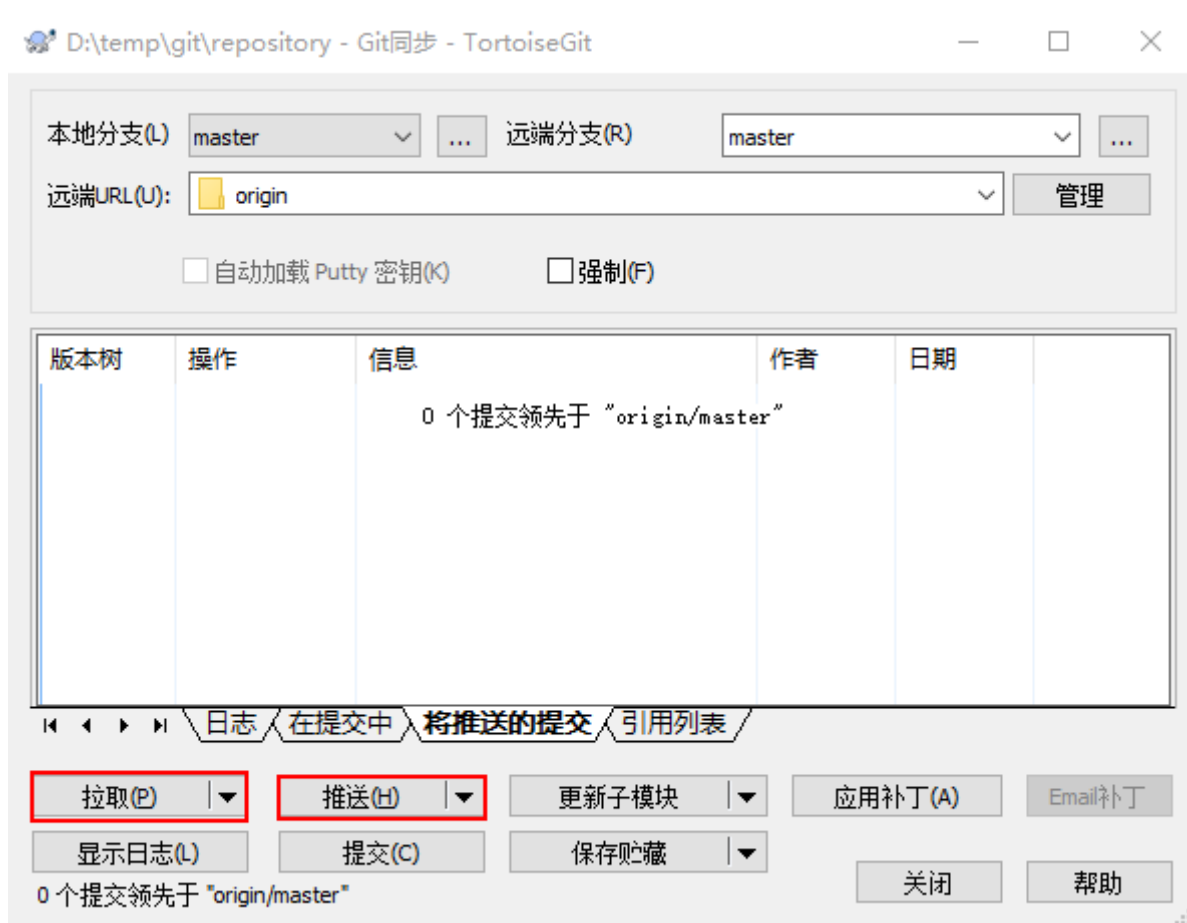 D:\temp\git\repository - Git同步 - TortoiseGit
本地分支(L) master ... 远端分支(R) master ...
远端URL(U): origin 管理
自动加载 Putty 密钥(K) 强制(F)
版本树 操作 信息 作者 日期
0 个提交领先于 "origin/master"
日志 在提交中 将推送的提交 引用列表
拉取(P) 推送(H) 更新子模块 应用补丁(A) Email补丁
显示日志(L) 提交(C) 保存贮藏
0 个提交领先于 "origin/master" 关闭 帮助